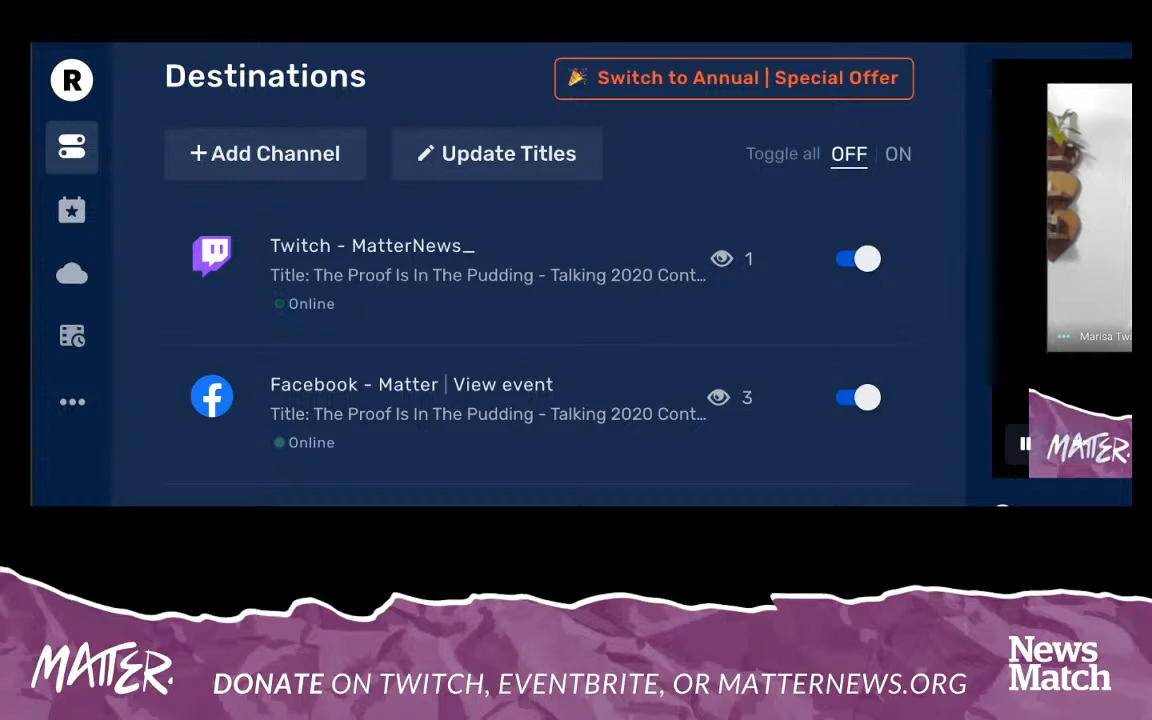 R
Destinations
Switch to Annual | Special Offer
+ Add Channel
Update Titles
Toggle all OFF | ON
Twitch - MatterNews_
1
Title: The Proof Is In The Pudding - Talking 2020 Cont...
Online
Facebook - Matter | View event
3
Title: The Proof Is In The Pudding - Talking 2020 Cont...
Online
Marisa Twi
MATTER.
MATTER.
DONATE ON TWITCH, EVENTBRITE, OR MATTERNEWS.ORG
News
Match